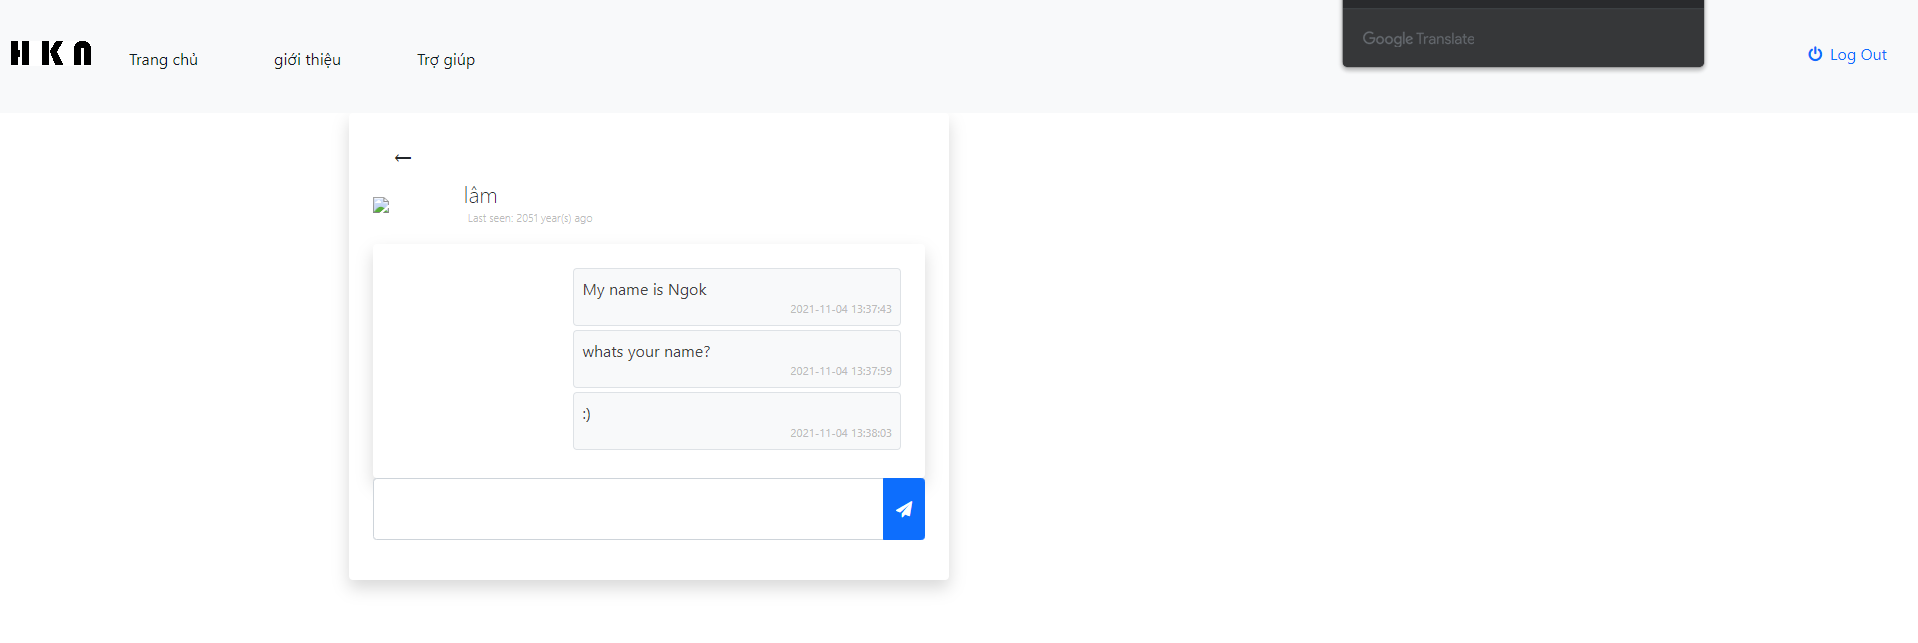 HKN
Trang chủ
giới thiệu
Trợ giúp
Google Translate
Log Out
lâm
Last seen: 2051 year(s) ago
My name is Ngok
2021-11-04 13:37:43
whats your name?
2021-11-04 13:37:59
:)
2021-11-04 13:38:03